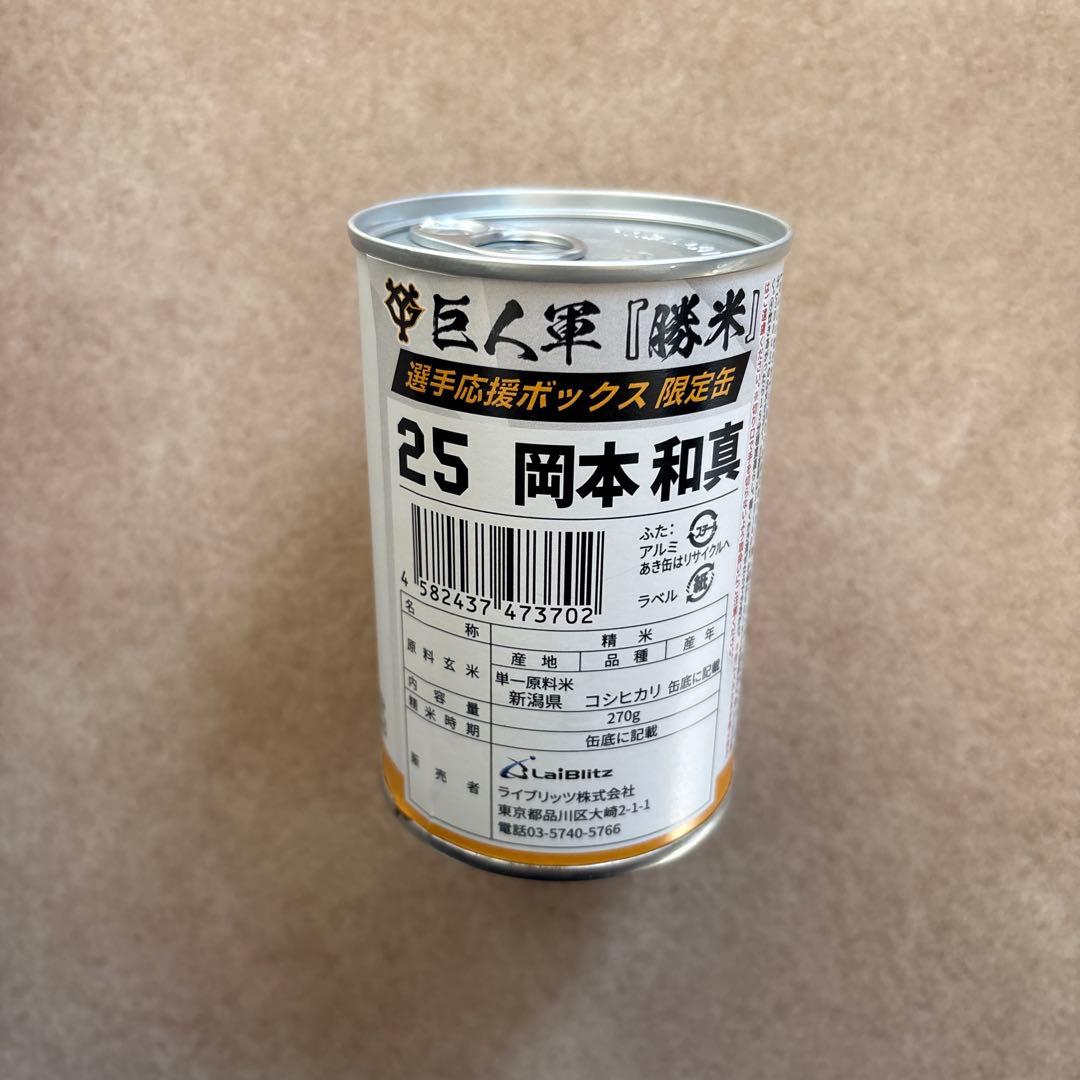 巨人軍『勝米』
選手応援ボックス 限定缶
25 岡本 和真
4 582437 473702
ふた:
アルミ
スチール
あき缶はリサイクルへ
ラベル 紙
名称 精米
原料玄米 産地 品種 産年
単一原料米
新潟県 コシヒカリ 缶底に記載
内容量 270g
精米時期 缶底に記載
販売者
LaiBlitz
ライブリッツ株式会社
東京都品川区大崎2-1-1
電話03-5740-5766